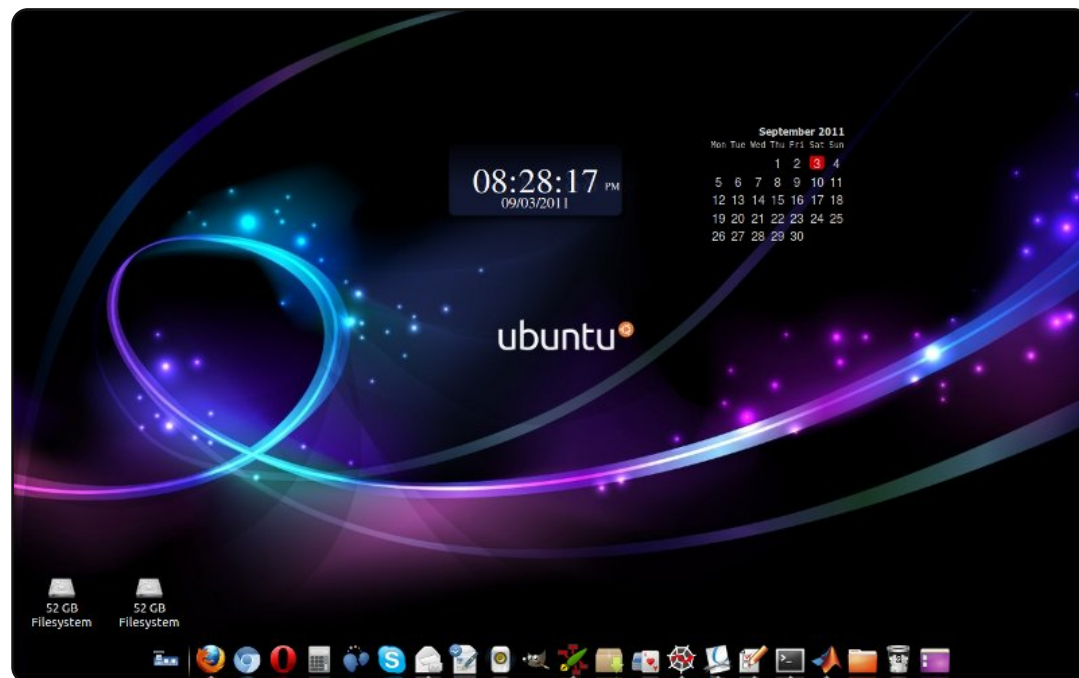 September 2011
Mon Tue Wed Thu Fri Sat Sun
1 2 3 4
5 6 7 8 9 10 11
12 13 14 15 16 17 18
19 20 21 22 23 24 25
26 27 28 29 30
08:28:17 PM
09/03/2011
ubuntu
52 GB
Filesystem
52 GB
Filesystem